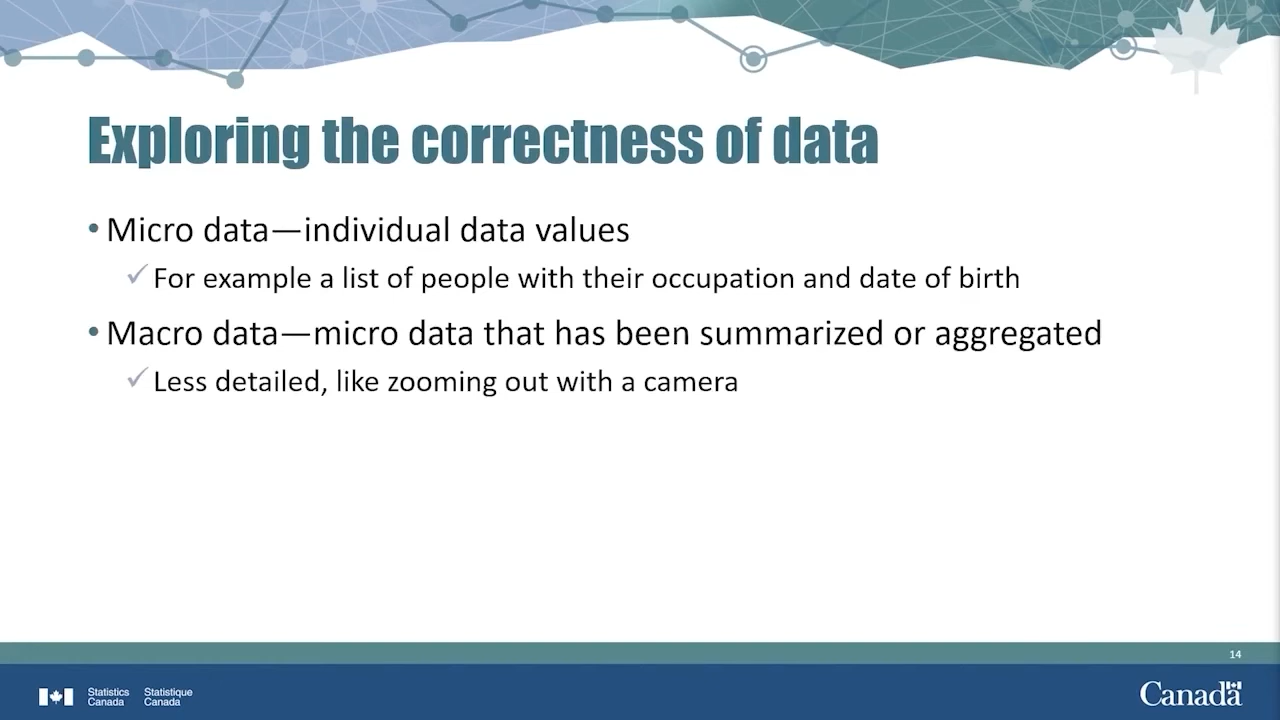 Exploring the correctness of data
• Micro data—individual data values
✓ For example a list of people with their occupation and date of birth
• Macro data—micro data that has been summarized or aggregated
✓ Less detailed, like zooming out with a camera
14
Statistics Statistique
Canada Canada
Canada